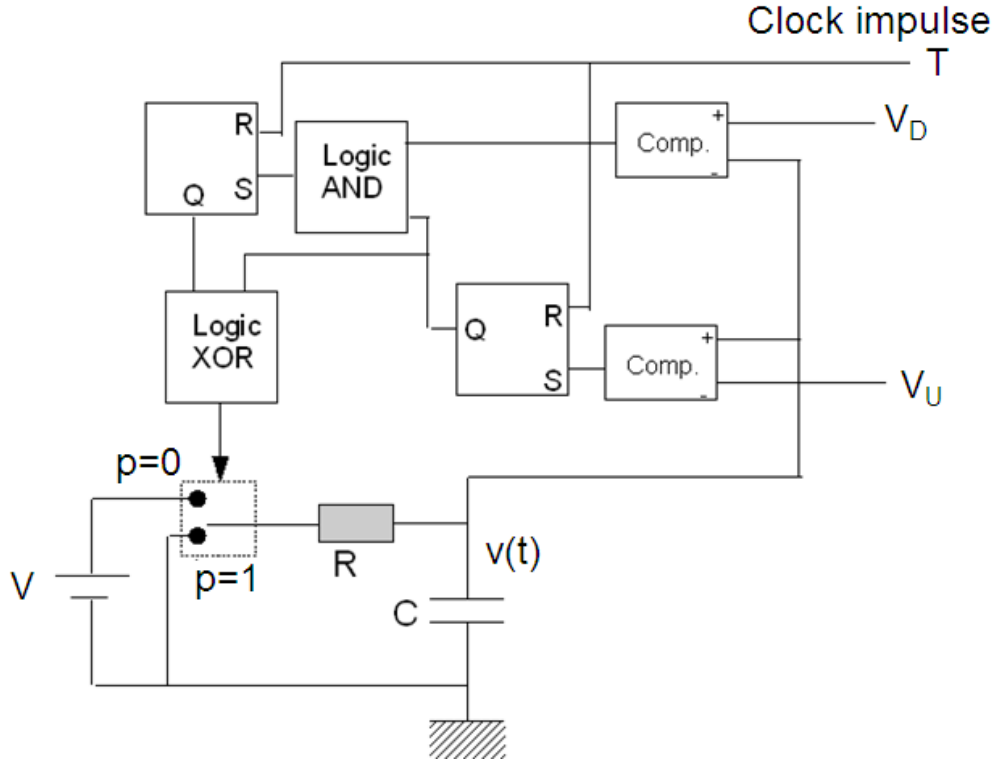 Clock impulse
T
V_D
R
S
Q
Logic
AND
+
Comp.
-
Logic
XOR
Q
R
S
+
Comp.
-
V_U
p=0
p=1
V
R
v(t)
C